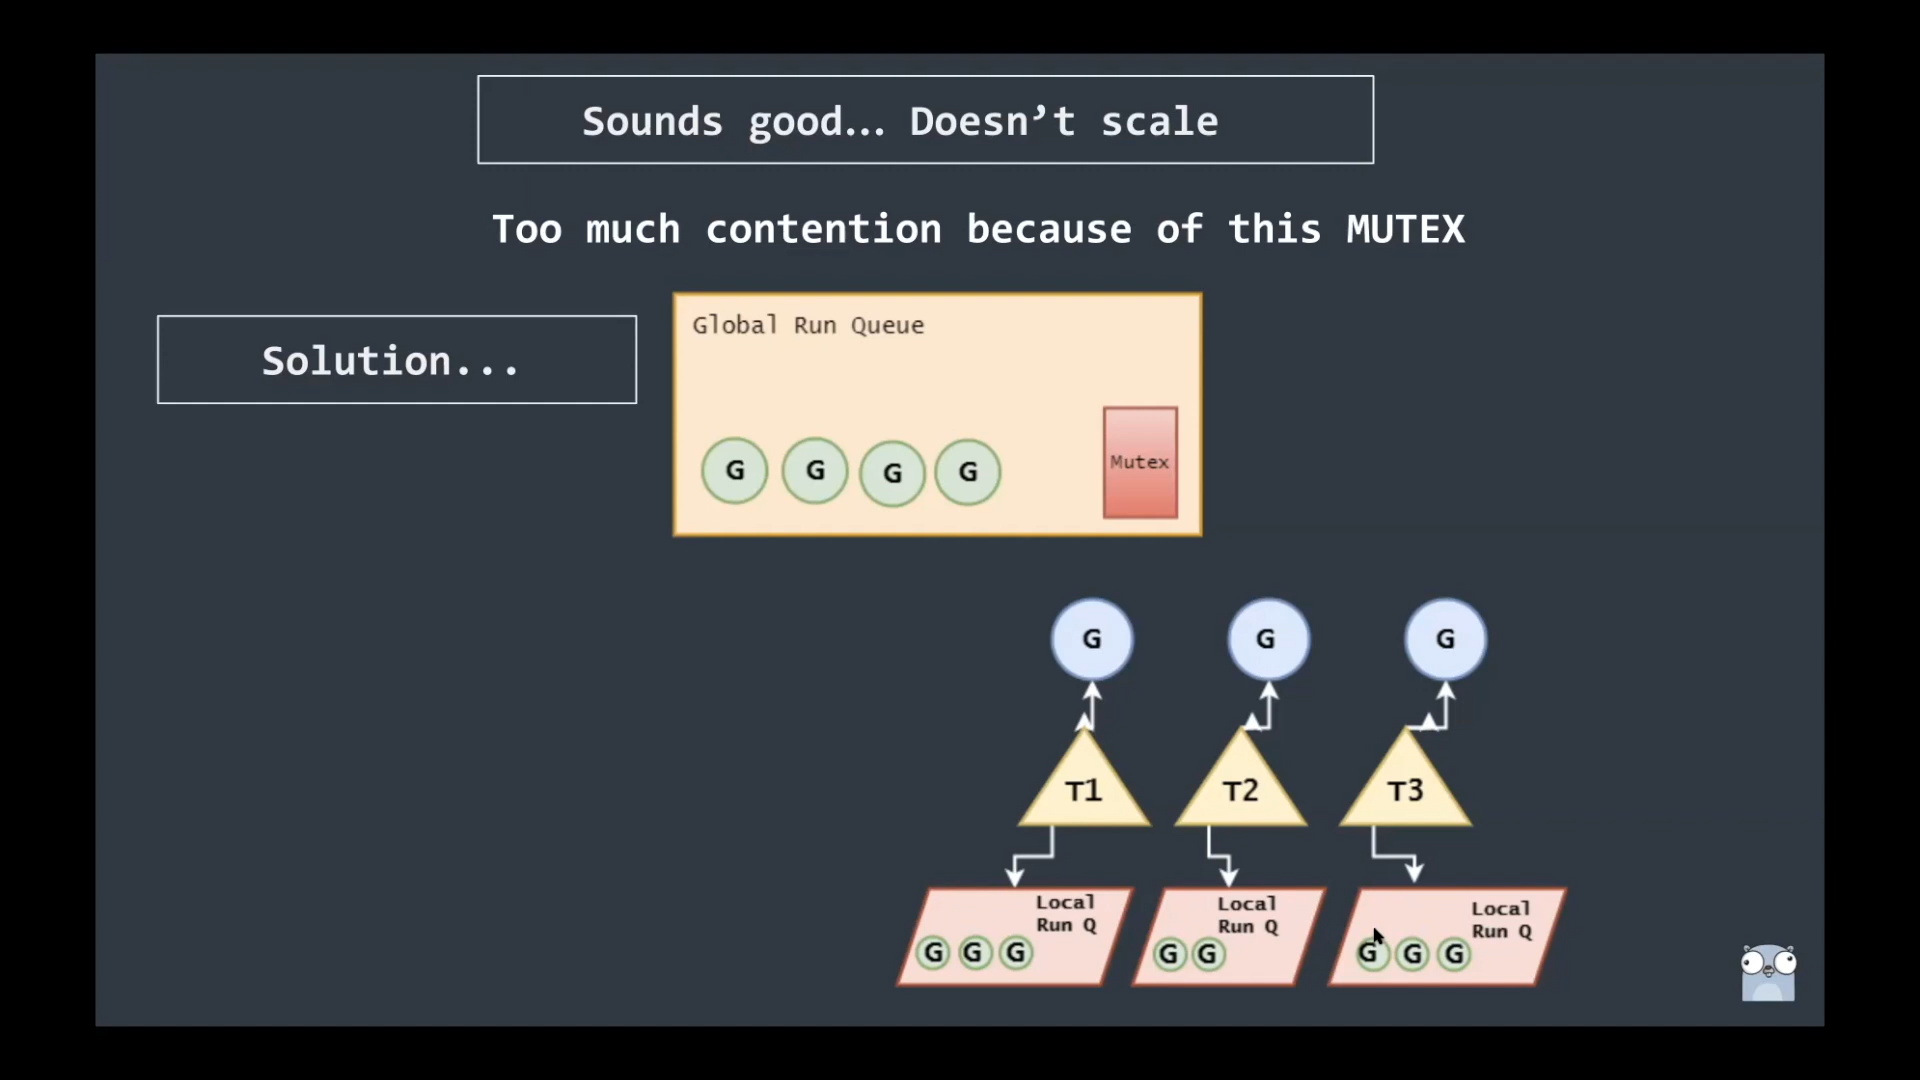 Sounds good… Doesn’t scale
Too much contention because of this MUTEX
Solution...
Global Run Queue
G G G G
Mutex
G G G
T1 T2 T3
Local
Run Q
G G G
Local
Run Q
G G
Local
Run Q
G G G